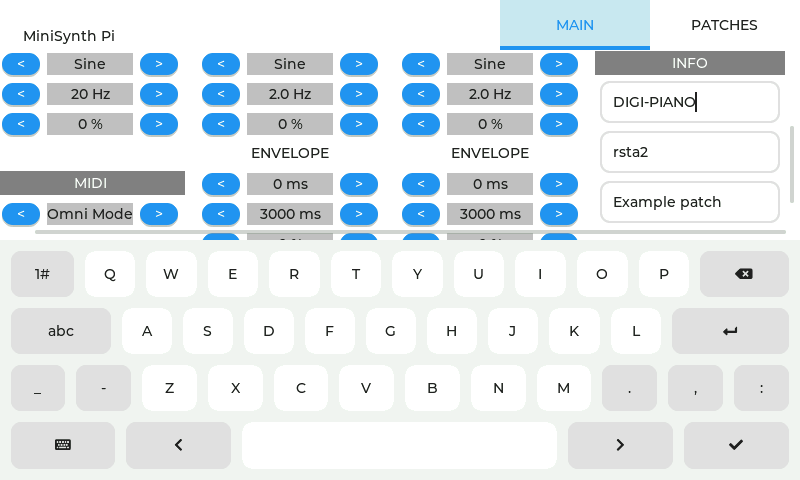 MAIN PATCHES
MiniSynth Pi
< Sine > < Sine > < Sine > INFO
< 20 Hz > < 2.0 Hz > < 2.0 Hz > DIGI-PIANO
< 0 % > < 0 % > < 0 % >
ENVELOPE ENVELOPE rsta2
MIDI < 0 ms > < 0 ms >
< Omni Mode > < 3000 ms > < 3000 ms > Example patch
1# Q W E R T Y U I O P
abc A S D F G H J K L
_ - Z X C V B N M . , :